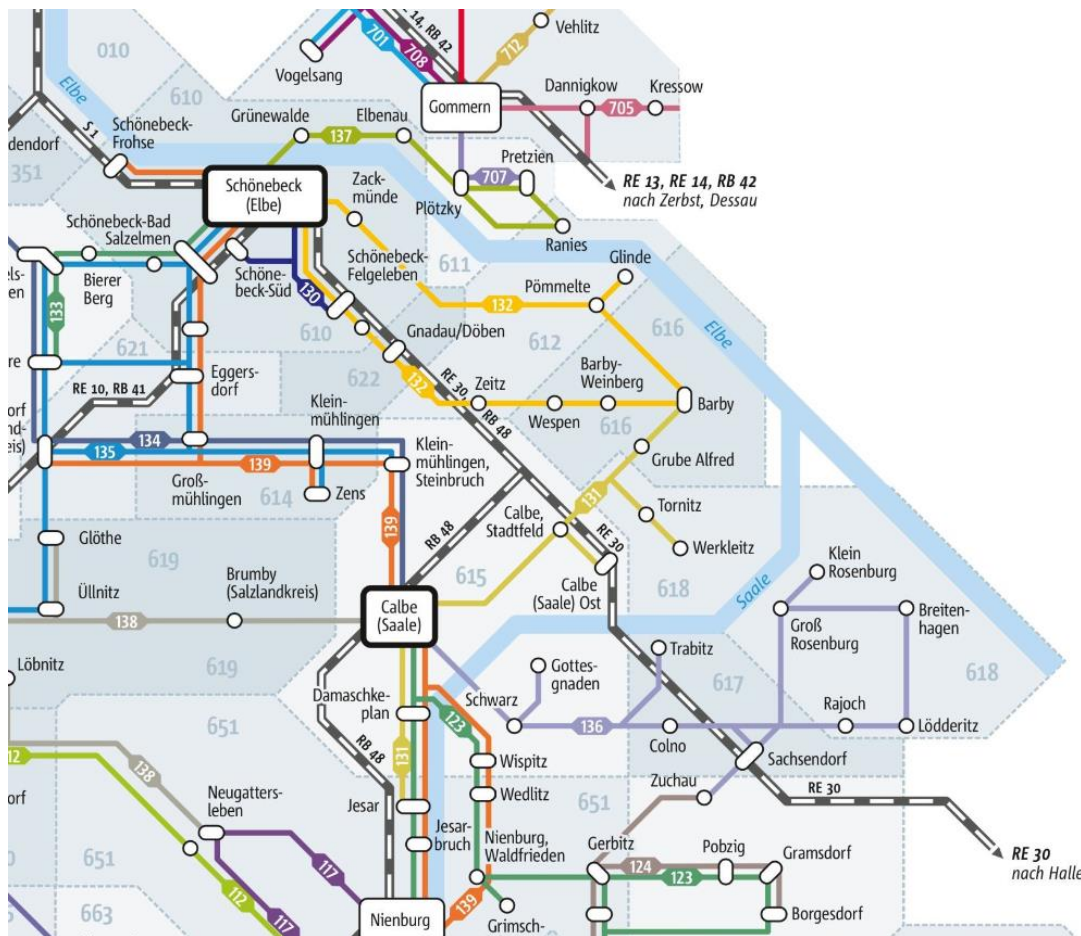 14, RB 42
Vehlitz
712
010
701
708
Vogelsang
Dannigkow
Kressow
Elbe
610
Gommern
705
Grünewalde
Elbenau
137
S 1
Schönebeck-
Frohse
dendorf
351
Pretzien
707
RE 13, RE 14, RB 42
nach Zerbst, Dessau
Schönebeck
(Elbe)
Zack-
münde
Plötzky
Ranies
Schönebeck-Bad
Salzelmen
Schönebeck-
Felgeleben
611
Glinde
els-
en
Bierer
Berg
Schöne-
beck-Süd
Pömmelte
130
132
133
610
Gnadau/Döben
612
616
Elbe
621
re
RE 10, RB 41
Eggers-
dorf
622
132
RE 30,
RB 48
Zeitz
Barby-
Weinberg
Wespen
Barby
616
dorf
nd-
eis)
Klein-
mühlingen
134
135
139
Klein-
mühlingen,
Steinbruch
Grube Alfred
Groß-
mühlingen
614
Zens
131
Tornitz
139
Calbe,
Stadtfeld
RE 30
Werkleitz
RB 48
Glöthe
619
615
Calbe
(Saale) Ost
618
Klein
Rosenburg
Saale
Üllnitz
Brumby
(Salzlandkreis)
138
Calbe
(Saale)
Groß
Rosenburg
Breiten-
hagen
Löbnitz
619
Gottes-
gnaden
Trabitz
617
618
651
Damaschke-
plan
Schwarz
136
Colno
Rajoch
Lödderitz
123
12
138
RB 48
131
Wispitz
Sachsendorf
Zuchau
orf
Neugatters-
leben
Jesar
Wedlitz
651
RE 30
Jesar-
bruch
Nienburg,
Waldfrieden
Gerbitz
Pobzig
Gramsdorf
RE 30
nach Halle
651
117
124
123
112
663
117
Nienburg
139
Grimsch-
Borgesdorf